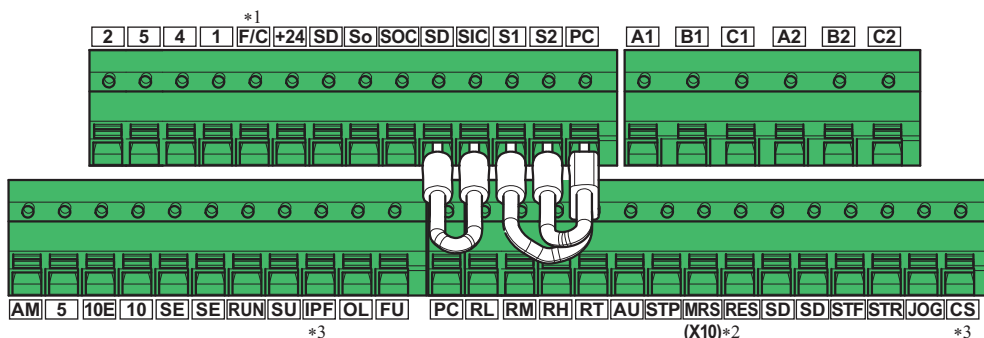 *1
2 5 4 1 F/C +24 SD So SOC SD SIC S1 S2 PC A1 B1 C1 A2 B2 C2
AM 5 10E 10 SE SE RUN SU IPF OL FU PC RL RM RH RT AU STP MRS RES SD SD STF STR JOG CS
*3 (X10)*2 *3